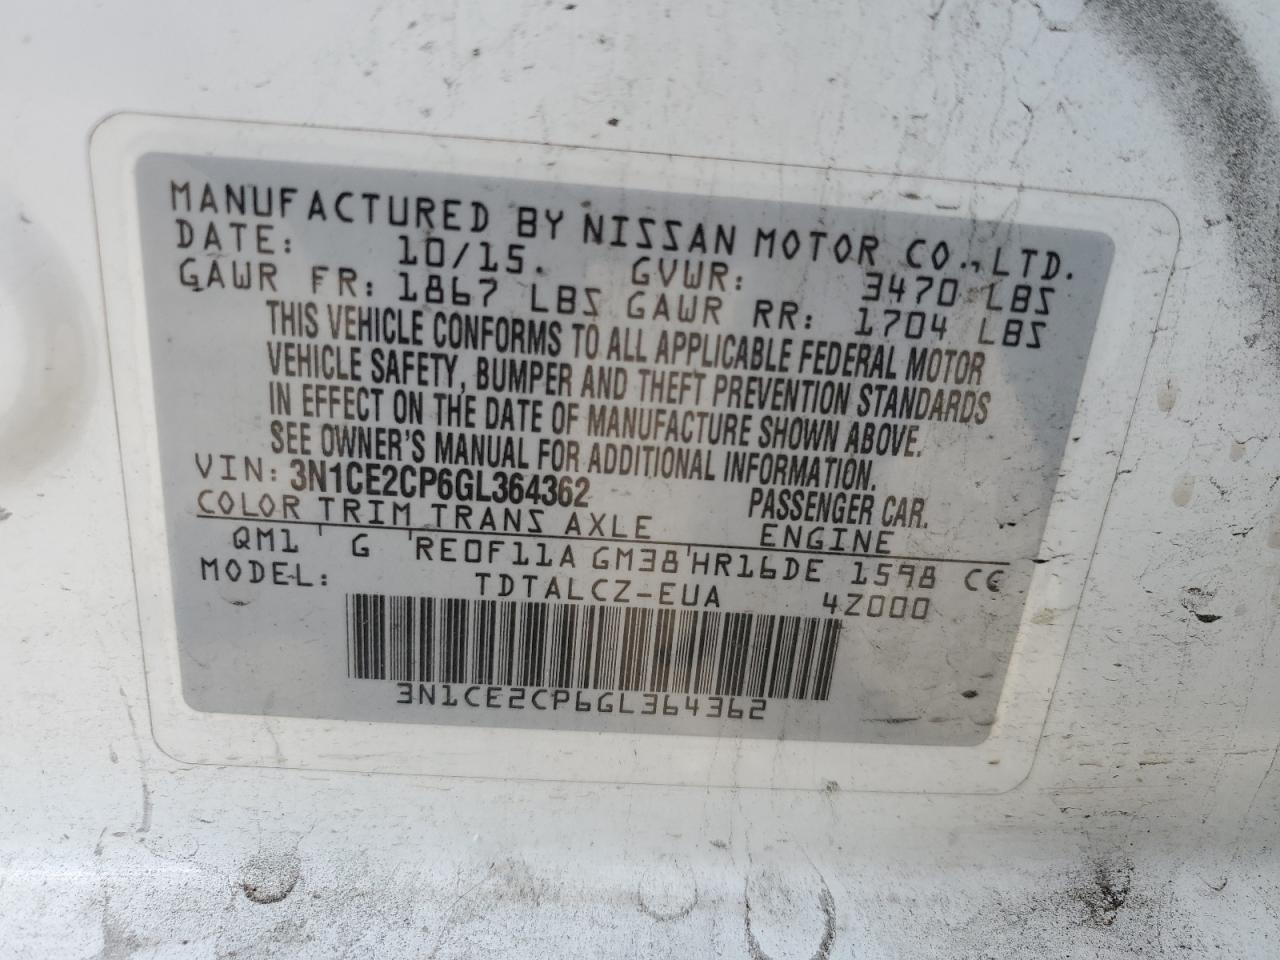 MANUFACTURED BY NISSAN MOTOR CO., LTD.
DATE: 10/15. GVWR: 3470 LBS
GAWR FR: 1867 LBS GAWR RR: 1704 LBS
THIS VEHICLE CONFORMS TO ALL APPLICABLE FEDERAL MOTOR
VEHICLE SAFETY, BUMPER AND THEFT PREVENTION STANDARDS
IN EFFECT ON THE DATE OF MANUFACTURE SHOWN ABOVE.
SEE OWNER'S MANUAL FOR ADDITIONAL INFORMATION.
VIN: 3N1CE2CP6GL364362 PASSENGER CAR.
COLOR TRIM TRANS AXLE ENGINE
QM1 G RE0F11A GM38 HR16DE 1598 CC
MODEL: TDTALCZ-EUA 4Z000
3N1CE2CP6GL364362